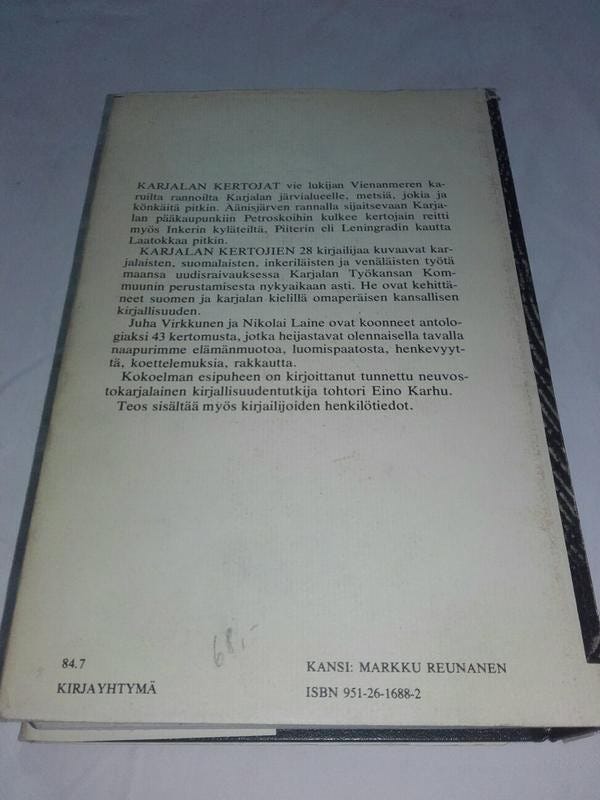 KARJALAN KERTOJAT vie lukijan Vienanmeren ka-
ruilta rannoilta Karjalan järvialueelle, metsiä, jokia ja
könkäitä pitkin. Äänisjärven rannalla sijaitsevaan Karja-
lan pääkaupunkiin Petroskoihin kulkee kertojain reitti
myös Inkerin kyläteiltä, Piiterin eli Leningradin kautta
Laatokkaa pitkin.
KARJALAN KERTOJIEN 28 kirjailijaa kuvaavat kar-
jalaisten, suomalaisten, inkeriläisten ja venäläisten työtä
maansa uudisraivauksessa Karjalan Työkansan Kom-
muunin perustamisesta nykyaikaan asti. He ovat kehittä-
neet suomen ja karjalan kielillä omaperäisen kansallisen
kirjallisuuden.
Juha Virkkunen ja Nikolai Laine ovat koonneet antolo-
giaksi 43 kertomusta, jotka heijastavat olennaisella tavalla
naapurimme elämänmuotoa, luomispaatosta, henkevyyt-
tä, koettelemuksia, rakkautta.
Kokoelman esipuheen on kirjoittanut tunnettu neuvos-
tokarjalainen kirjallisuudentutkija tohtori Eino Karhu.
Teos sisältää myös kirjailijoiden henkilötiedot.
68,-
84.7
KIRJAYHTYMÄ
KANSI: MARKKU REUNANEN
ISBN 951-26-1688-2